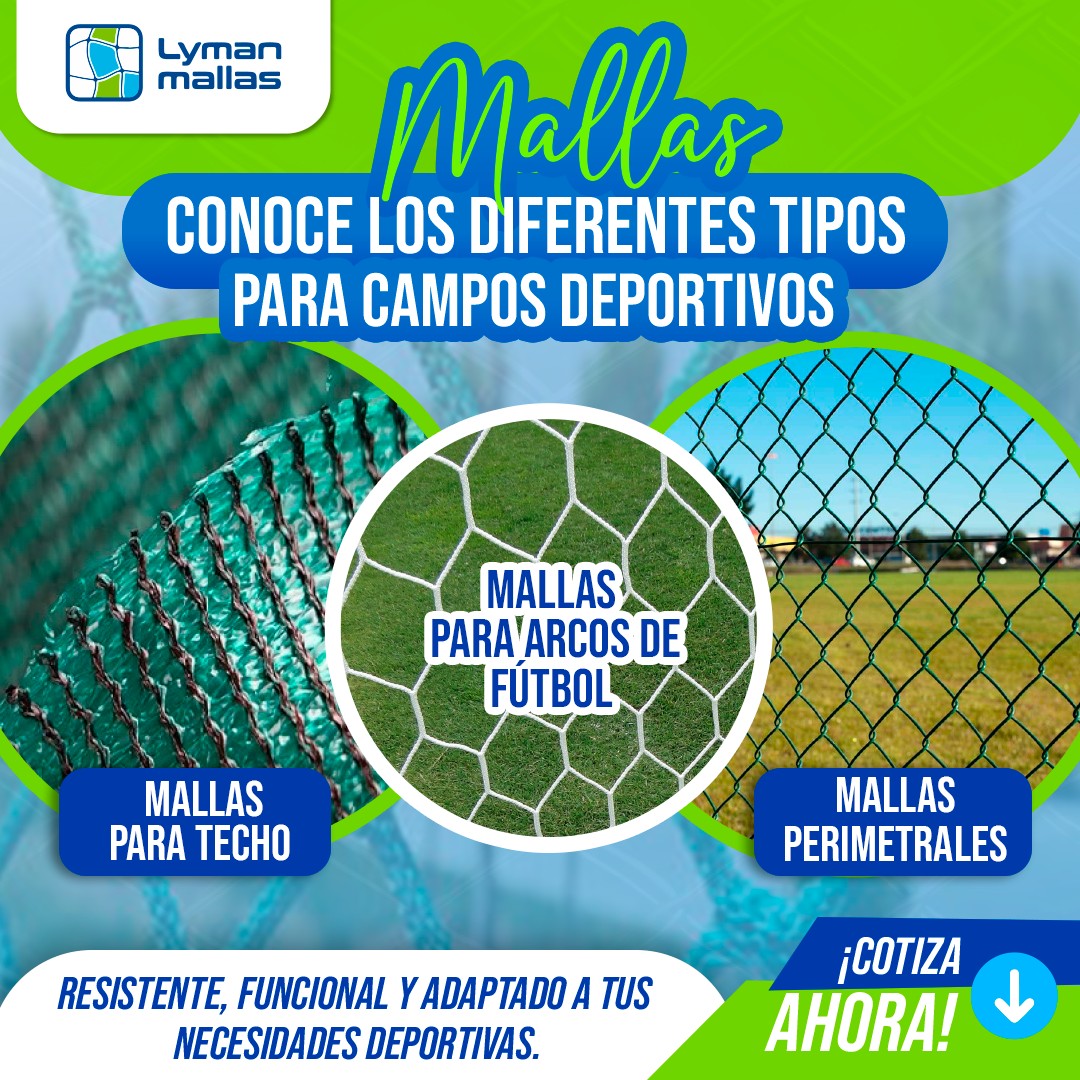 Lyman
mallas
Mallas
CONOCE LOS DIFERENTES TIPOS
PARA CAMPOS DEPORTIVOS
MALLAS
PARA ARCOS DE
FÚTBOL
MALLAS
PARA TECHO
MALLAS
PERIMETRALES
RESISTENTE, FUNCIONAL Y ADAPTADO A TUS
NECESIDADES DEPORTIVAS.
¡COTIZA
AHORA!